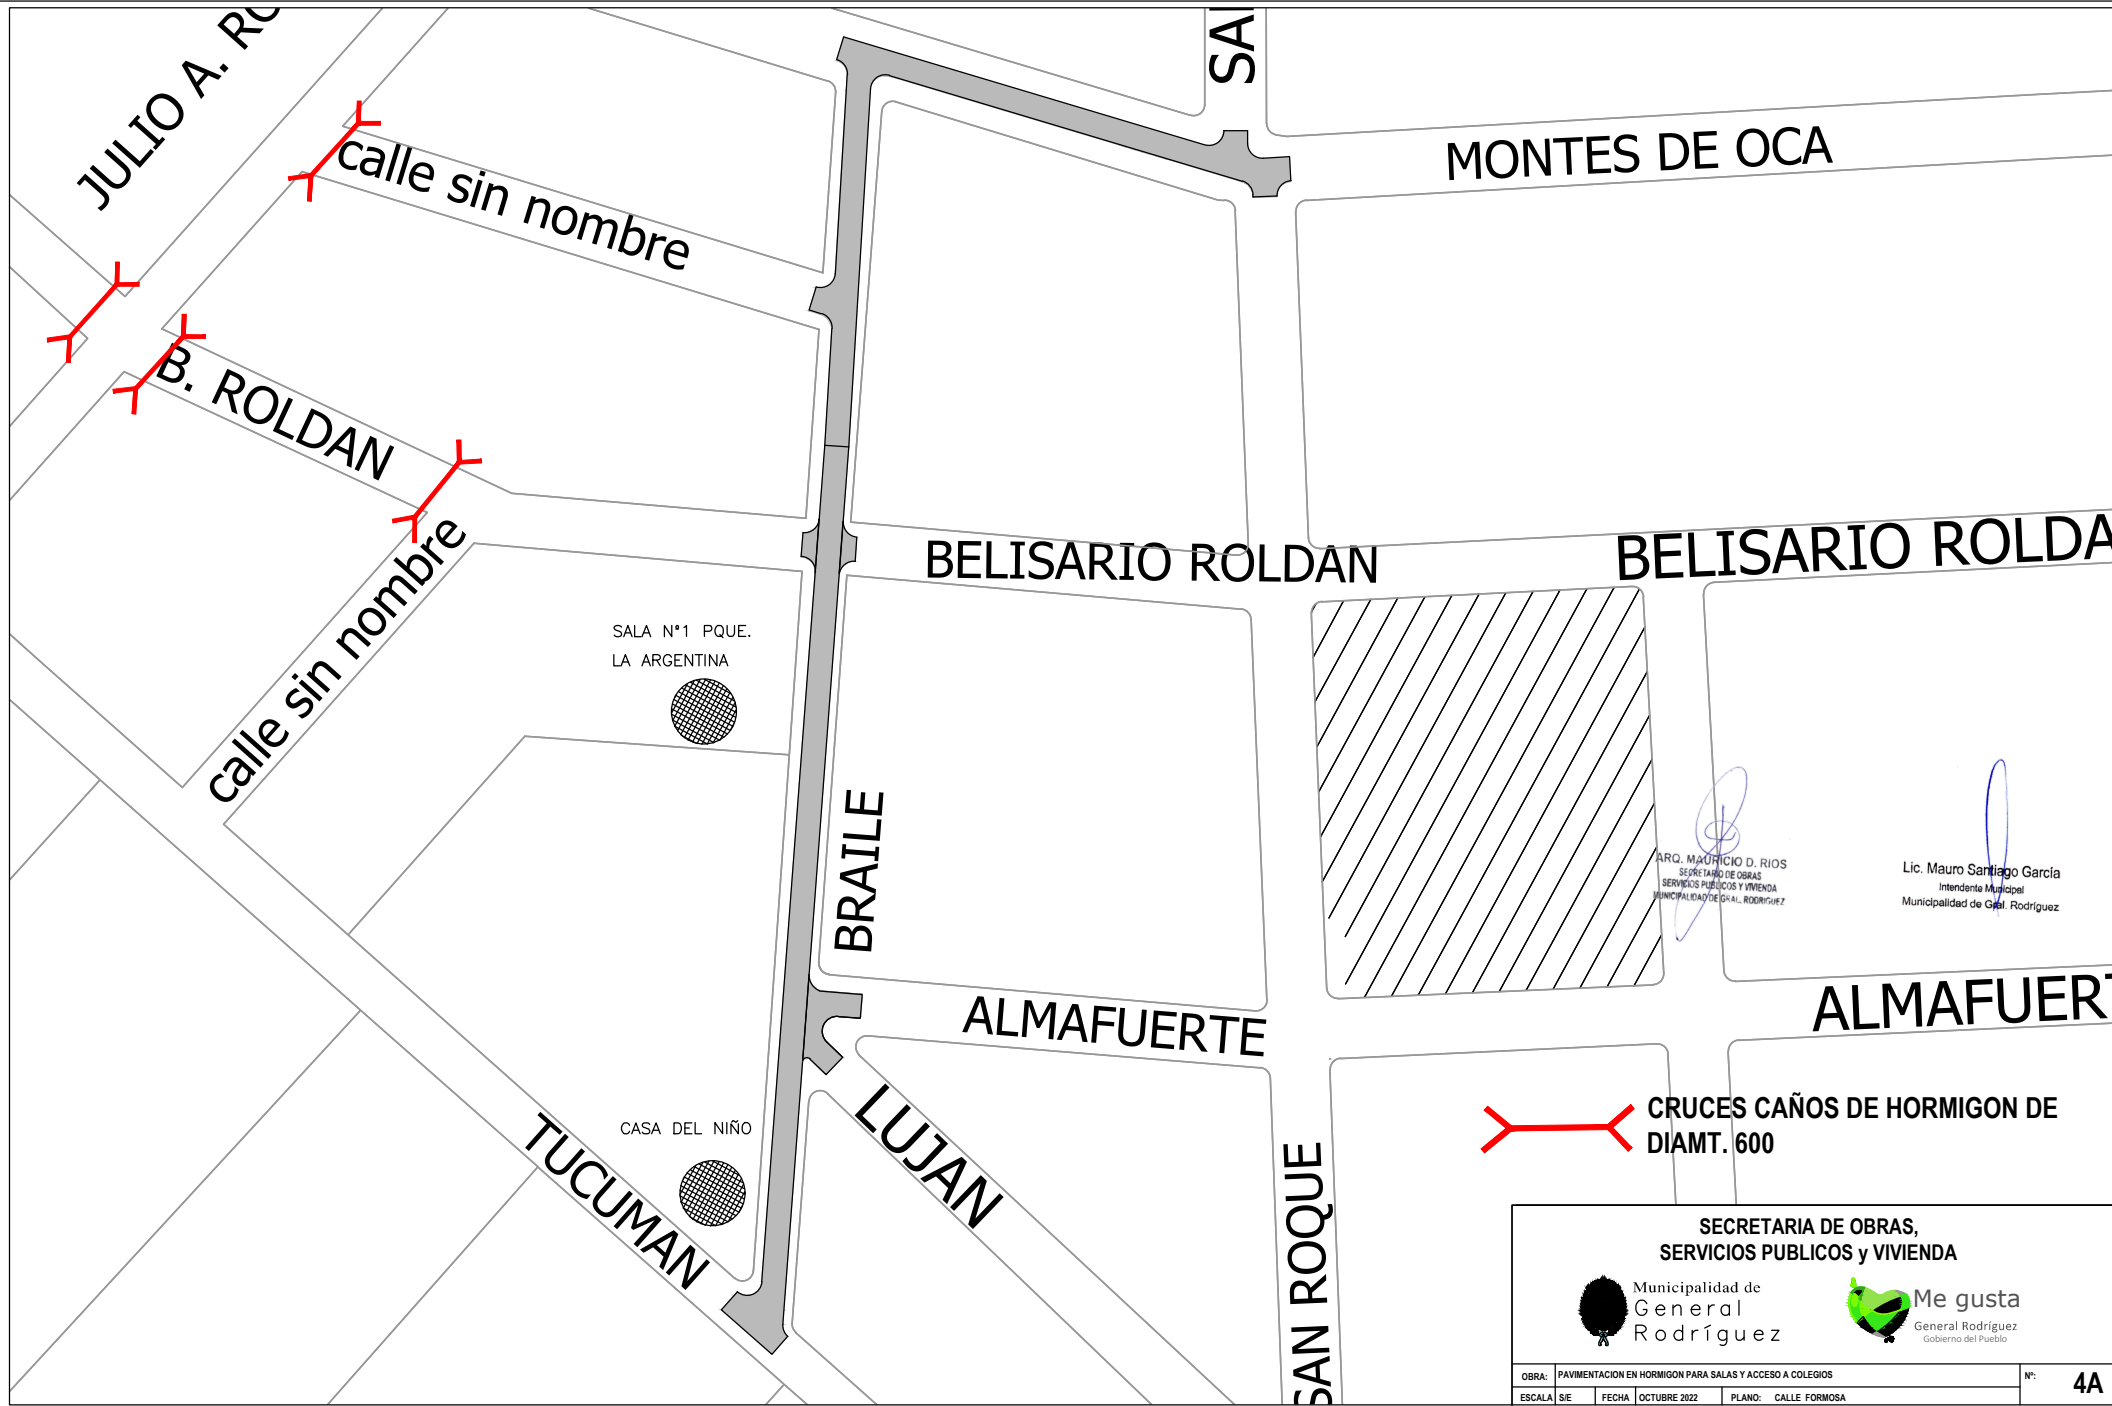 JULIO A. RO
SA
MONTES DE OCA
calle sin nombre
B. ROLDAN
BELISARIO ROLDAN
BELISARIO ROLDA
calle sin nombre
SALA Nº1 PQUE.
LA ARGENTINA
BRAILE
ARQ. MAURICIO D. RIOS
SECRETARIO DE OBRAS
SERVICIOS PUBLICOS Y VIVIENDA
MUNICIPALIDAD DE GRAL. RODRIGUEZ
Lic. Mauro Santiago García
Intendente Municipal
Municipalidad de Gral. Rodríguez
ALMAFUERTE
ALMAFUERT
CASA DEL NIÑO
TUCUMAN
LUJAN
SAN ROQUE
CRUCES CAÑOS DE HORMIGON DE
DIAMT. 600
SECRETARIA DE OBRAS,
SERVICIOS PUBLICOS y VIVIENDA
Municipalidad de
General
Rodríguez
Me gusta
General Rodríguez
Gobierno del Pueblo
OBRA: PAVIMENTACION EN HORMIGON PARA SALAS Y ACCESO A COLEGIOS
Nº: 4A
ESCALA S/E FECHA OCTUBRE 2022 PLANO: CALLE FORMOSA